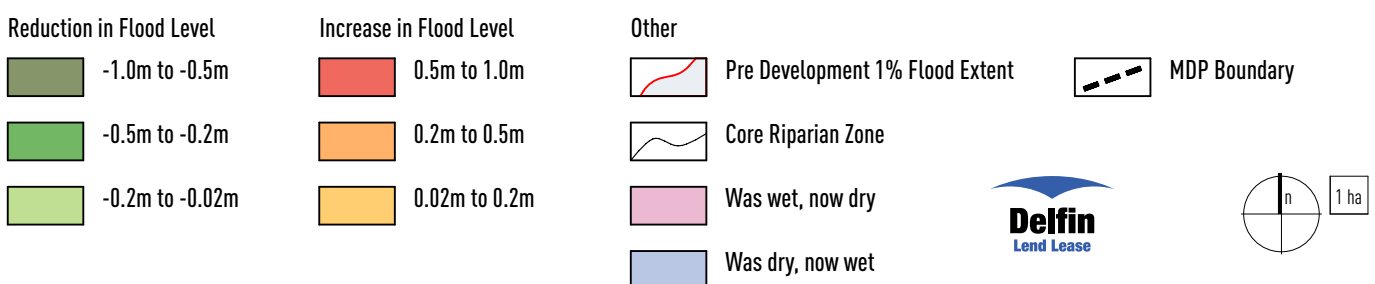 Reduction in Flood Level
-1.0m to -0.5m
-0.5m to -0.2m
-0.2m to -0.02m
Increase in Flood Level
0.5m to 1.0m
0.2m to 0.5m
0.02m to 0.2m
Other
Pre Development 1% Flood Extent
Core Riparian Zone
Was wet, now dry
Was dry, now wet
MDP Boundary
Delfin
Lend Lease
n
1 ha